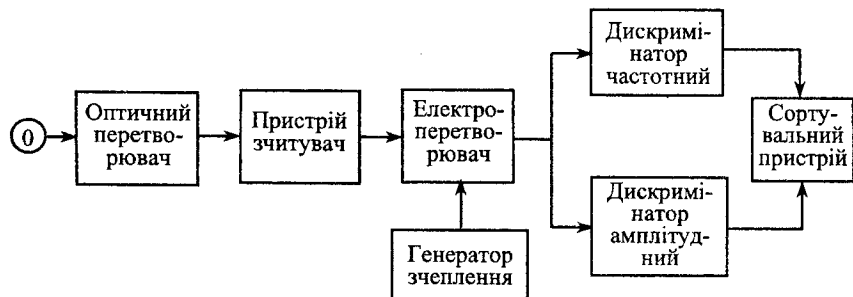 0
Оптичний
перетво-
рювач
Пристрій
зчитувач
Електро-
перетво-
рювач
Генератор
зчеплення
Дискримі-
натор
частотний
Дискримі-
натор
амплітуд-
ний
Сорту-
вальний
пристрій